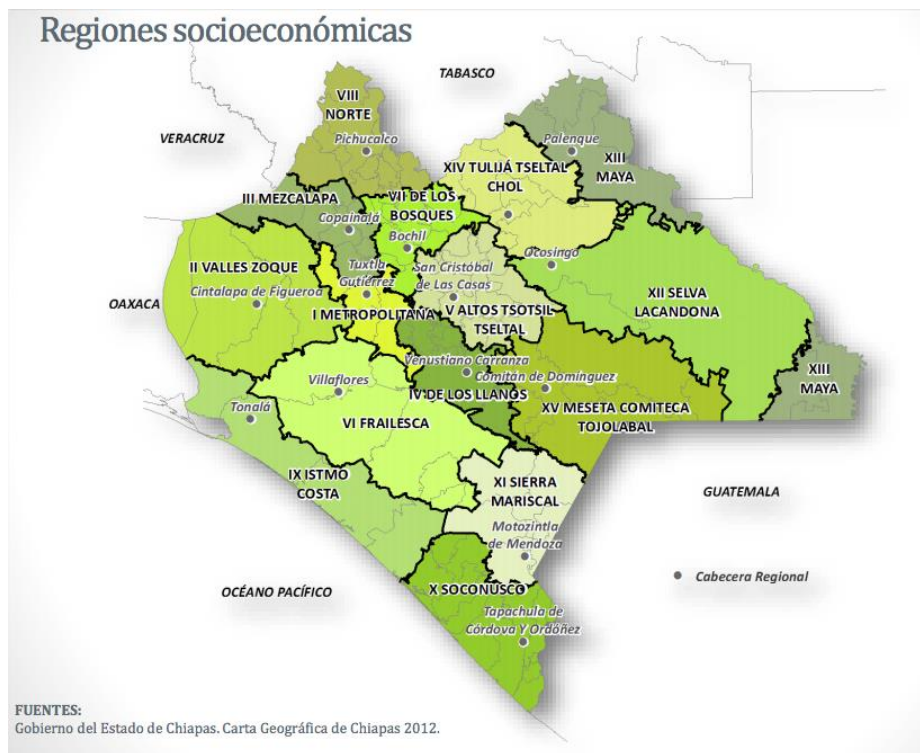 Regiones socioeconómicas
TABASCO
VIII
NORTE
Pichucalco
VERACRUZ
Palenque
XIII
MAYA
XIV TULIJÁ TSELTAL
CHOL
III MEZCALAPA
Copainalá
VII DE LOS
BOSQUES
Bochil
Ocosingo
II VALLES ZOQUE
Cintalapa de Figueroa
Tuxtla
Gutiérrez
San Cristóbal
de Las Casas
XII SELVA
LACANDONA
OAXACA
I METROPOLITANA
V ALTOS TSOTSIL
TSELTAL
Venustiano Carranza
Comitán de Domínguez
XIII
MAYA
Villaflores
IV DE LOS LLANOS
XV MESETA COMITECA
TOJOLABAL
Tonalá
VI FRAILESCA
IX ISTMO
COSTA
XI SIERRA
MARISCAL
GUATEMALA
Motozintla
de Mendoza
OCÉANO PACÍFICO
X SOCONUSCO
Cabecera Regional
Tapachula de
Córdova Y Ordóñez
FUENTES:
Gobierno del Estado de Chiapas. Carta Geográfica de Chiapas 2012.